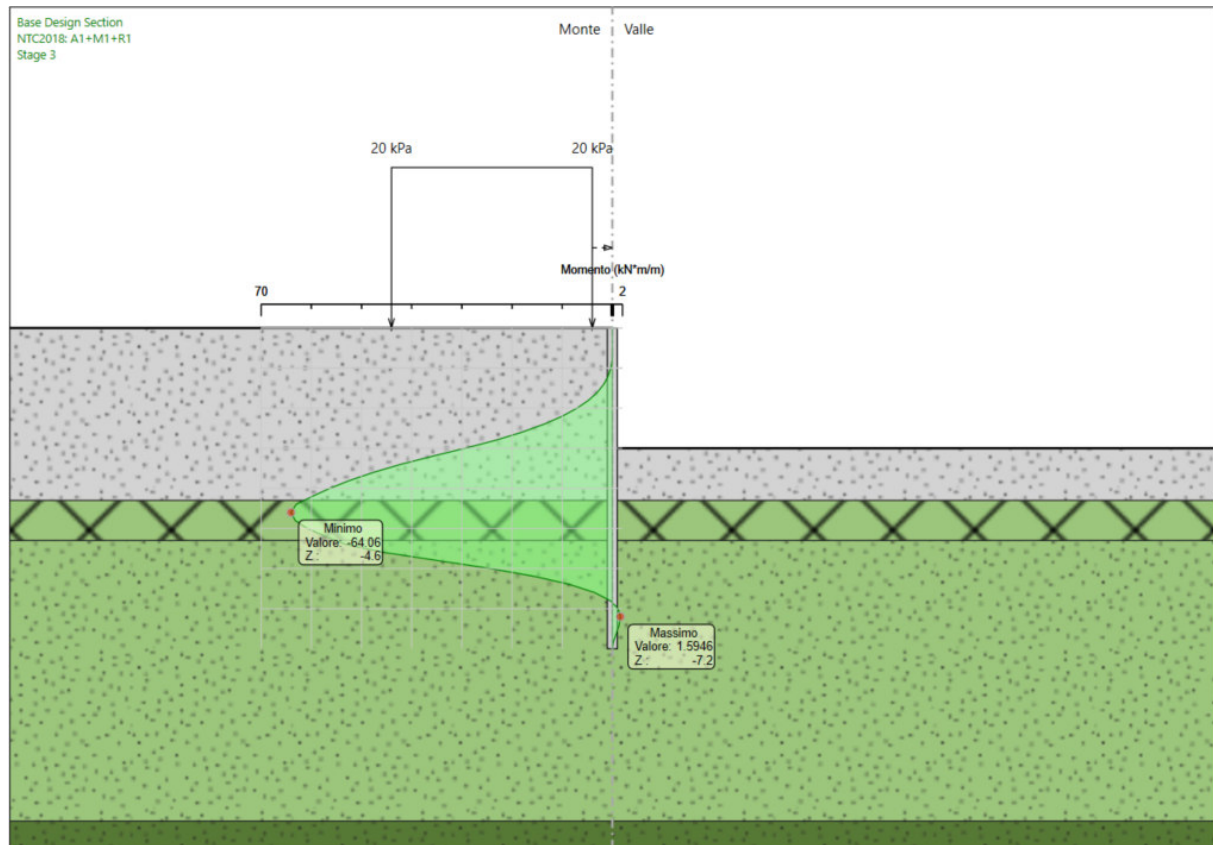 Base Design Section
NTC2018: A1+M1+R1
Stage 3
Monte Valle
20 kPa 20 kPa
Momento (kN*m/m)
70 2
Minimo
Valore: -64.06
Z : -4.6
Massimo
Valore: 1.5946
Z : -7.2